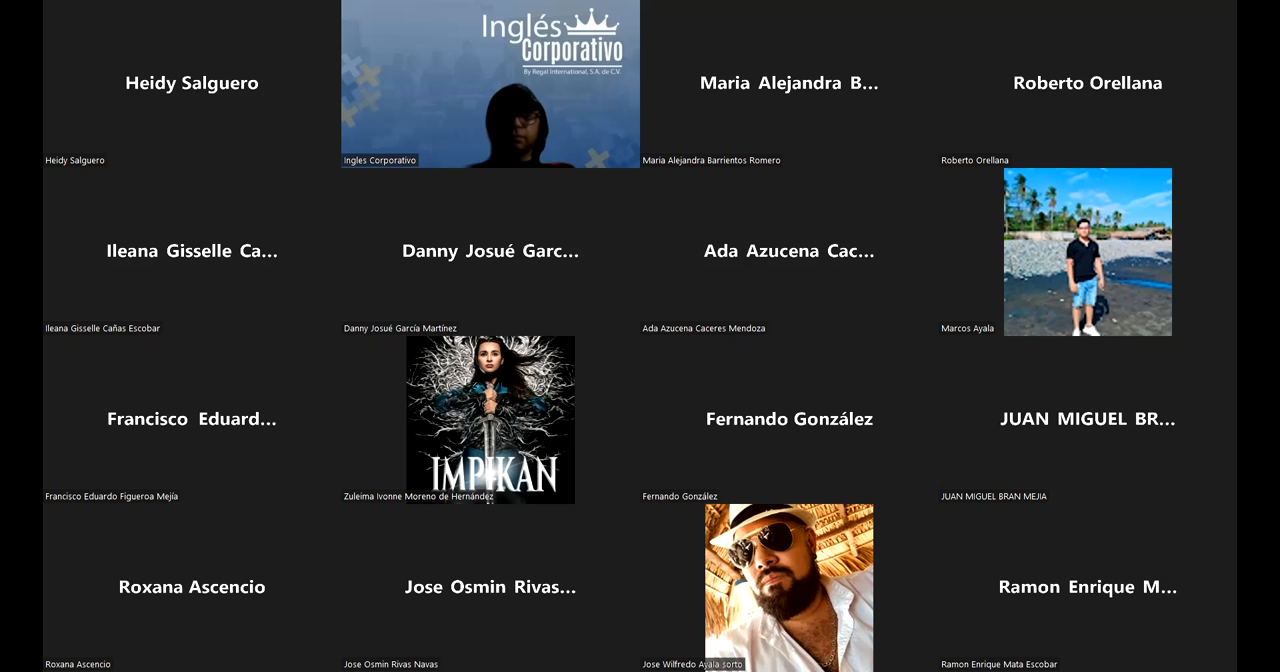 Heidy Salguero
Heidy Salguero
Inglés
Corporativo
By Regal International, S.A. de C.V.
Ingles Corporativo
Maria Alejandra B...
Maria Alejandra Barrientos Romero
Roberto Orellana
Roberto Orellana
Ileana Gisselle Ca...
Ileana Gisselle Cañas Escobar
Danny Josué Garc...
Danny Josué García Martínez
Ada Azucena Cac...
Ada Azucena Caceres Mendoza
Marcos Ayala
Francisco Eduard...
Francisco Eduardo Figueroa Mejía
IMPIKAN
Zuleima Ivonne Moreno de Hernández
Fernando González
Fernando González
JUAN MIGUEL BR...
JUAN MIGUEL BRAN MEJIA
Roxana Ascencio
Roxana Ascencio
Jose Osmin Rivas...
Jose Osmin Rivas Navas
Jose Wilfredo Ayala sorto
Ramon Enrique M...
Ramon Enrique Mata Escobar